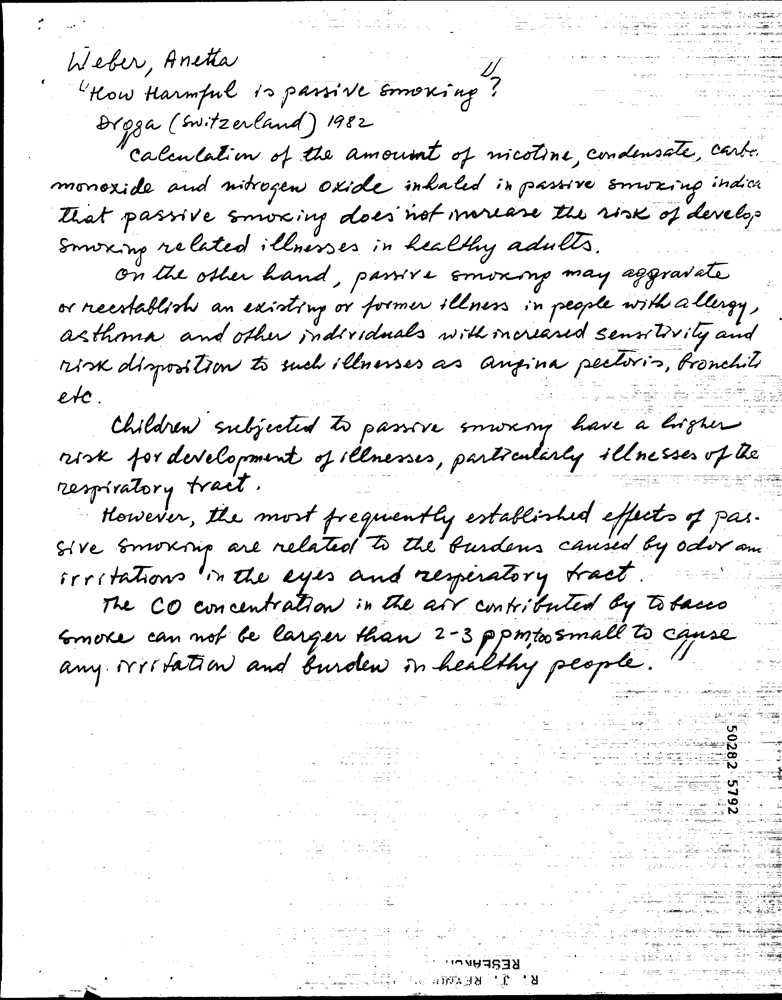 Weber, Anetta
"How Harmful is passive smoking"?
Droga (Switzerland) 1982
"Calculation of the amount of nicotine, condensate, carbo
monoxide and nitrogen oxide inhaled in passive smoking indica
that passive smoking does not increase the risk of develop
smoking related illnesses in healthy adults.
On the other hand, passive smoking may aggravate
or reestablish an existing or former illness in people with allergy,
asthma and other individuals with increased sensitivity and
risk disposition to such illnesses as angina pectoris, bronchiti
etc.
Children subjected to passive smoking have a higher
risk for development of illnesses, particularly illnesses of the
respiratory tract.
However, the most frequently established effects of pas-
sive smoking are related to the burdens caused by odor an
irritations in the eyes and respiratory tract.
The CO concentration in the air contributed by tobacco
smoke can not be larger than 2-3 ppm, too small to cause
any irritation and burden in healthy people."
50282 5792
RESEARCH
R. J.